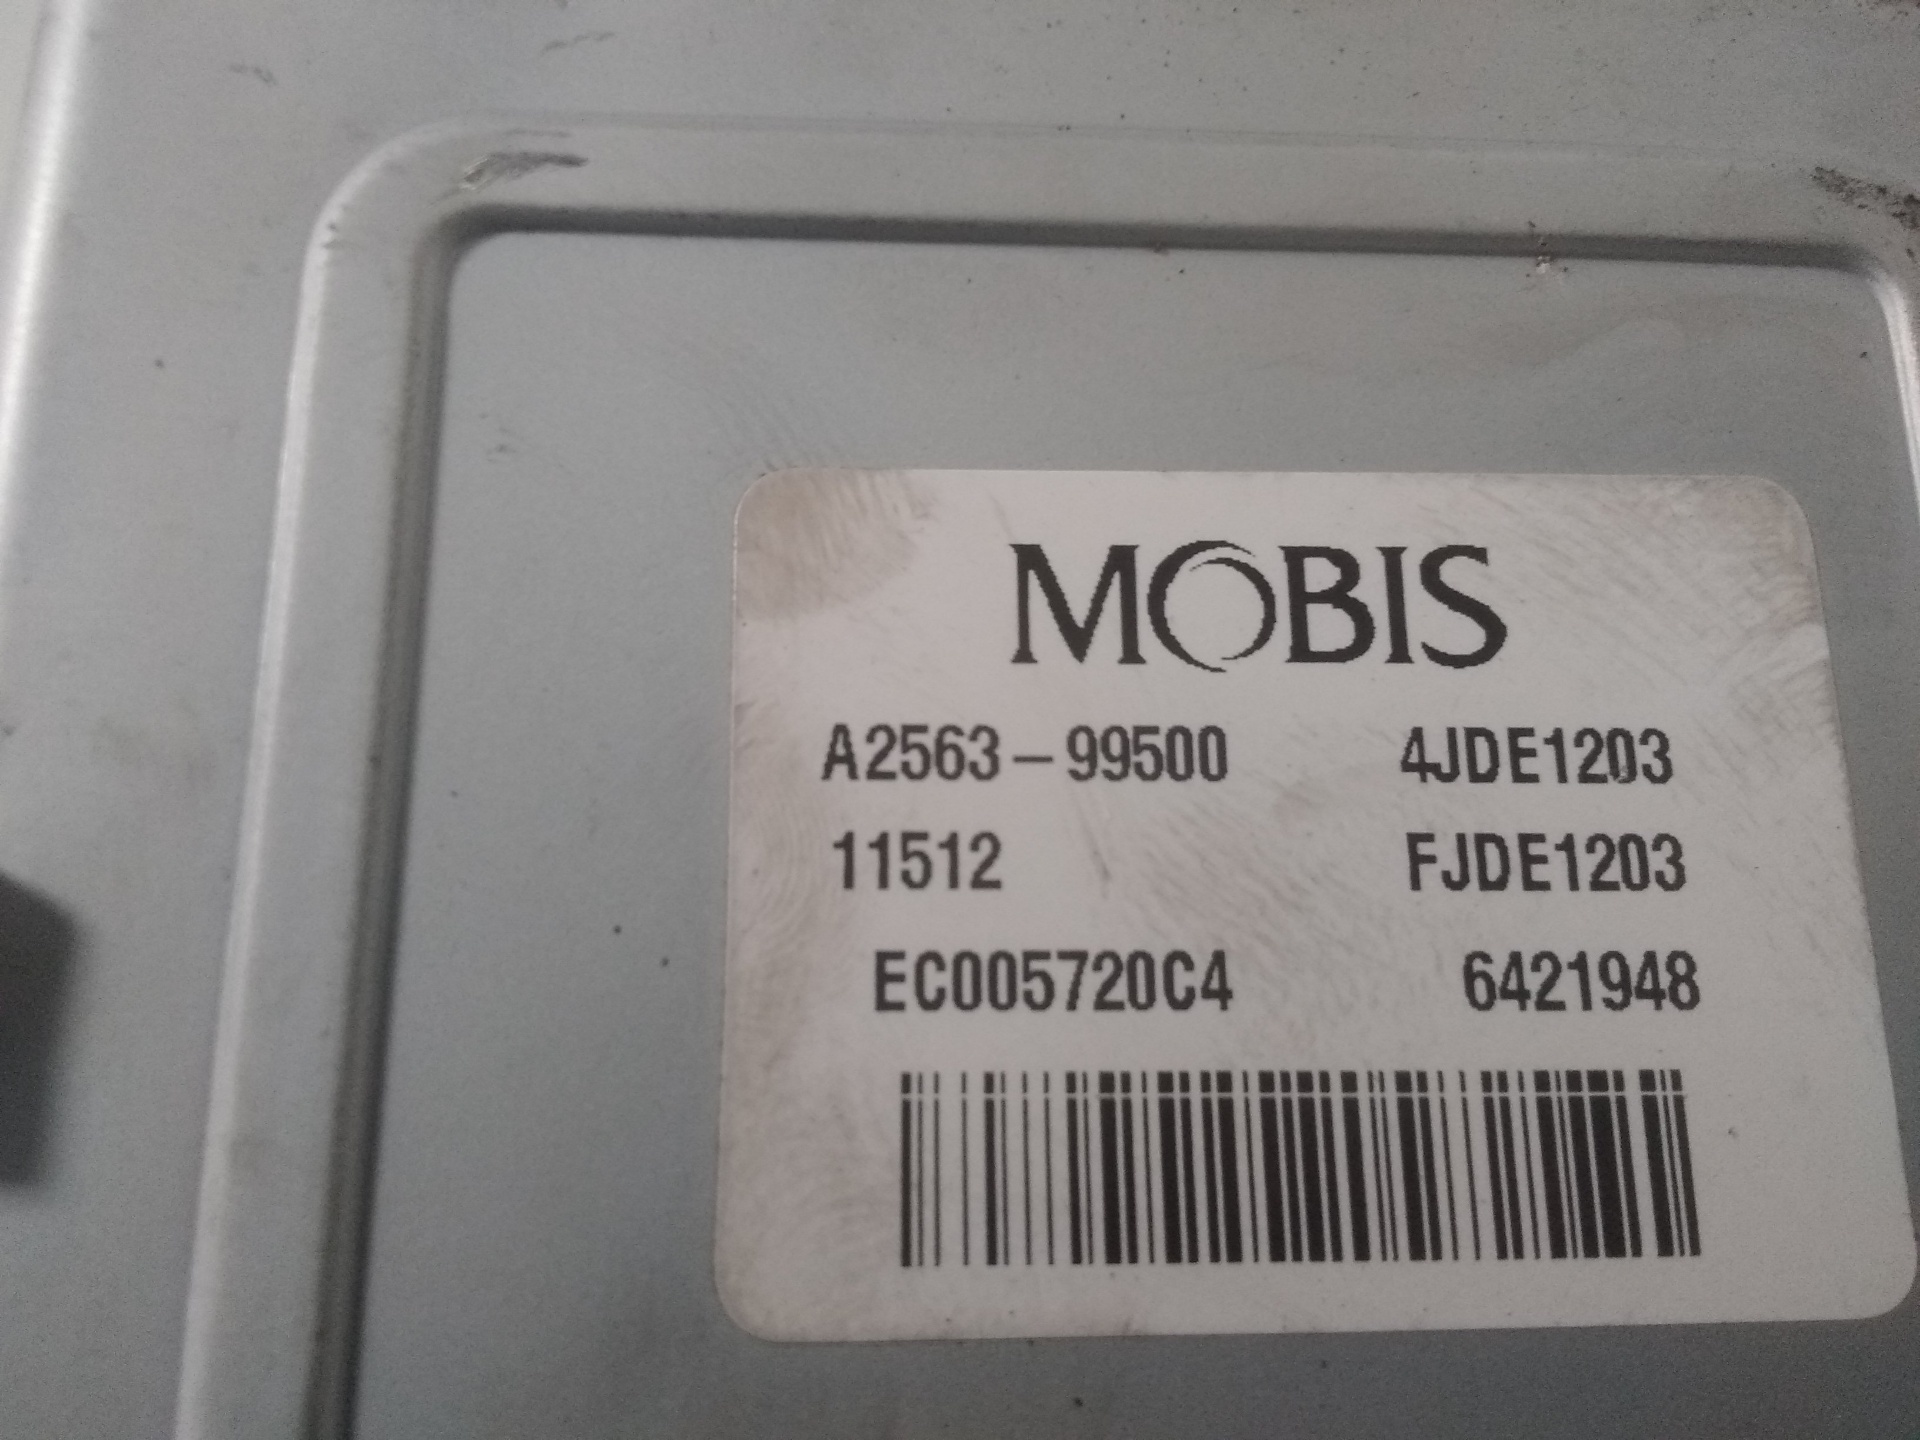 MOBIS
A2563-99500 4JDE1203
11512 FJDE1203
EC005720C4 6421948